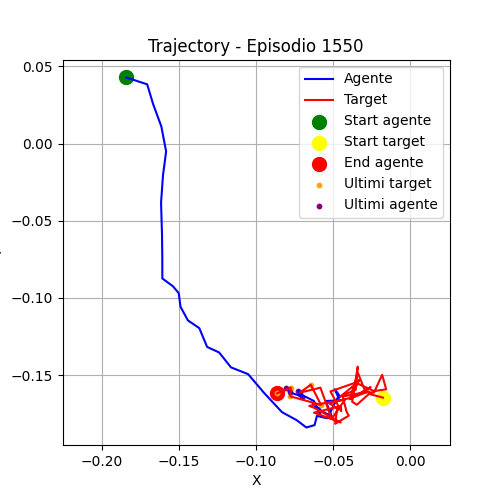 Trajectory - Episodio 1550
Agente
Target
Start agente
Start target
End agente
Ultimi target
Ultimi agente
0.05
0.00
−0.05
−0.10
−0.15
−0.20
−0.15
−0.10
−0.05
0.00
X